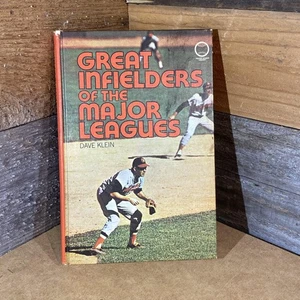 GREAT
INFIELDERS
OF THE
MAJOR
LEAGUES
DAVE KLEIN